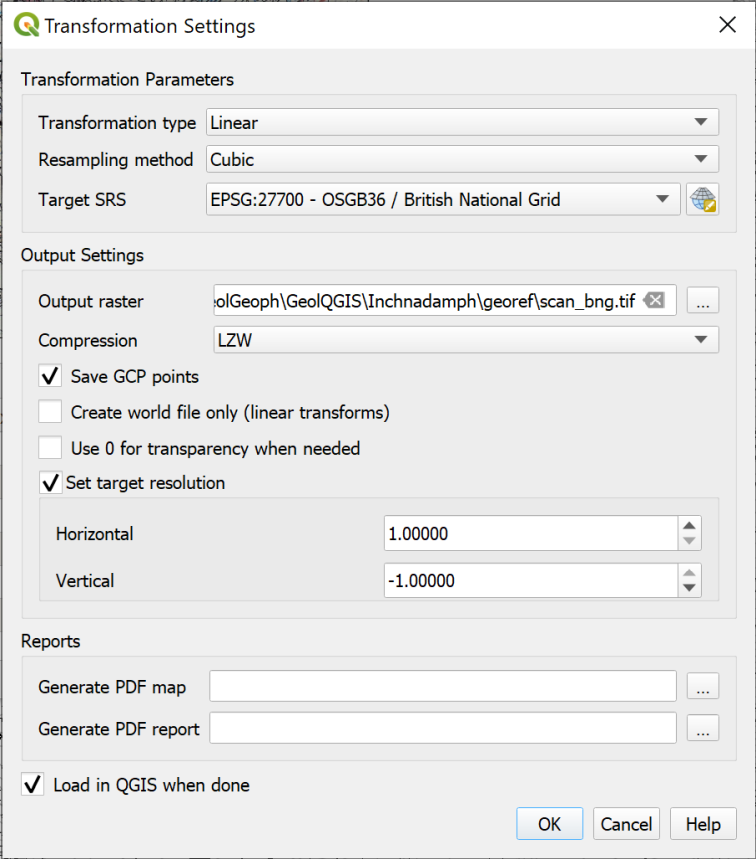 Transformation Settings
Transformation Parameters
Transformation type Linear
Resampling method Cubic
Target SRS EPSG:27700 - OSGB36 / British National Grid
Output Settings
Output raster olGeoph\GeolQGIS\Inchnadamph\georef\scan_bng.tif ...
Compression LZW
Save GCP points
Create world file only (linear transforms)
Use 0 for transparency when needed
Set target resolution
Horizontal 1.00000
Vertical -1.00000
Reports
Generate PDF map ...
Generate PDF report ...
Load in QGIS when done
OK Cancel Help